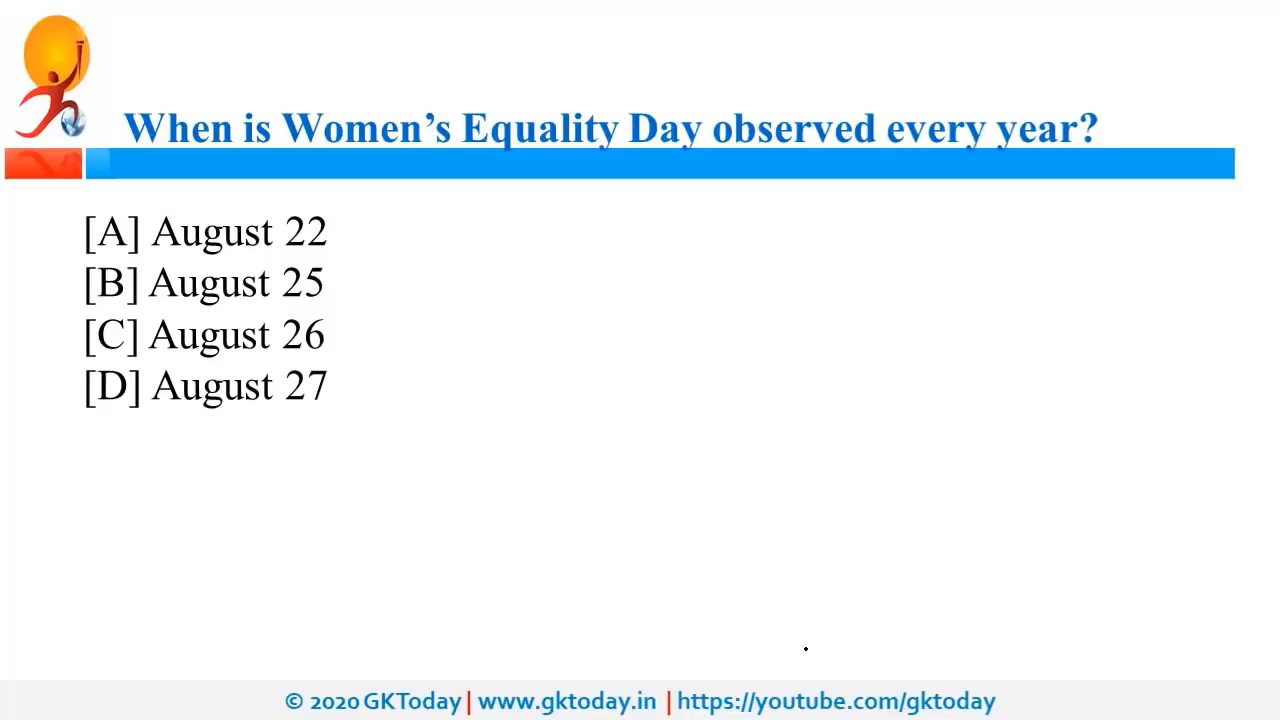 When is Women’s Equality Day observed every year?
[A] August 22
[B] August 25
[C] August 26
[D] August 27
© 2020 GKToday | www.gktoday.in | https://youtube.com/gktoday